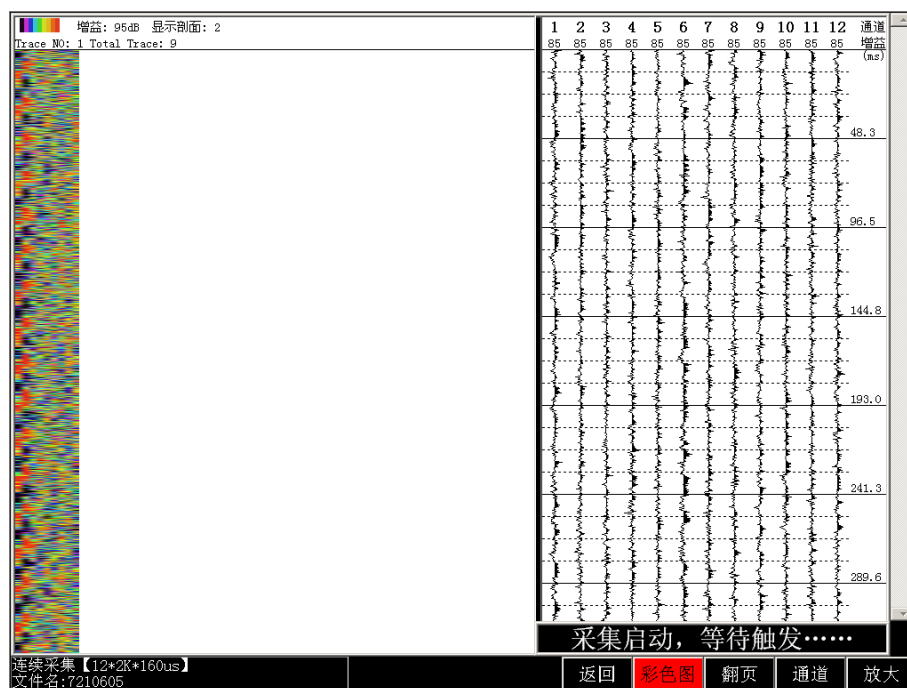 增益: 95dB 显示剖面: 2
Trace NO: 1 Total Trace: 9
1 2 3 4 5 6 7 8 9 10 11 12 通道
85 85 85 85 85 85 85 85 85 85 85 85 增益
(ms)
48.3
96.5
144.8
193.0
241.3
289.6
采集启动，等待触发……
连续采集【12*2K*160us】
文件名:7210605
返回 彩色图 翻页 通道 放大